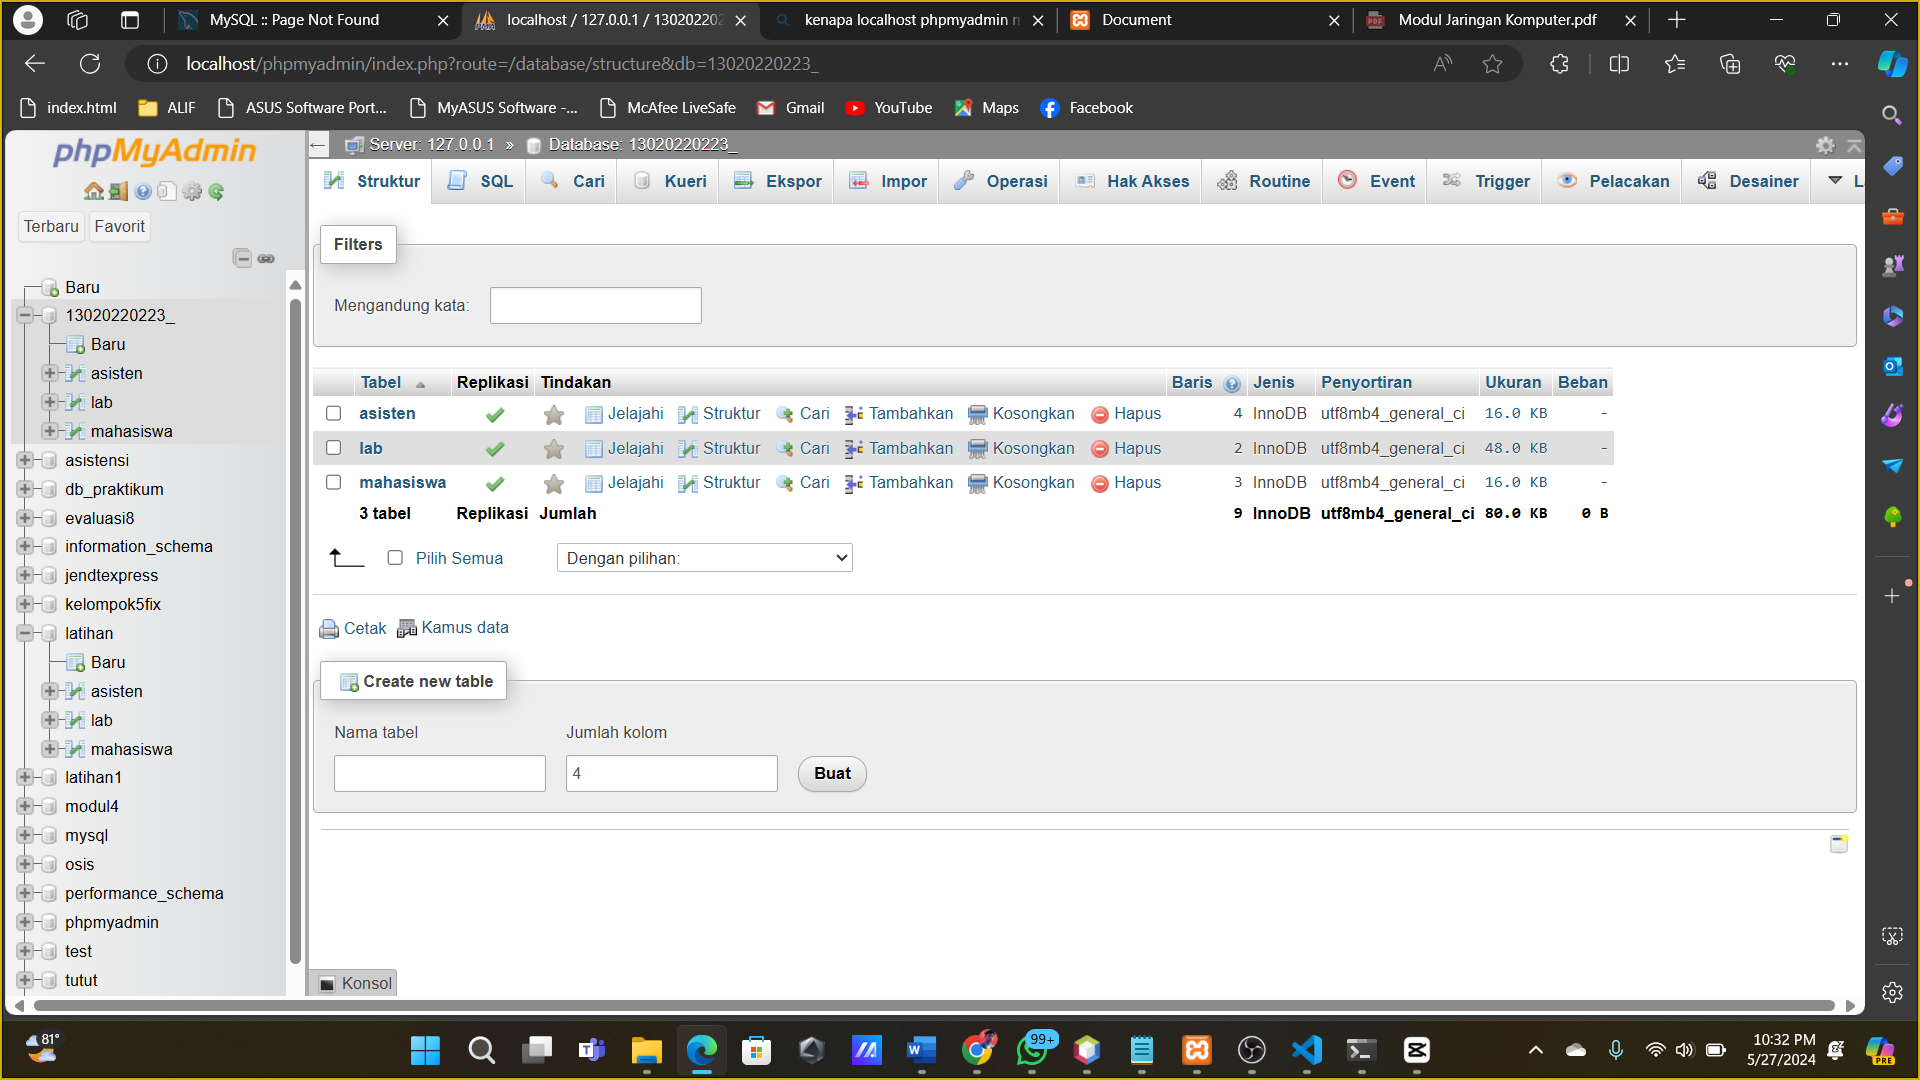 MySQL :: Page Not Found
localhost / 127.0.0.1 / 130202202
kenapa localhost phpmyadmin m
Document
Modul Jaringan Komputer.pdf
localhost/phpmyadmin/index.php?route=/database/structure&db=13020220223_
index.html ALIF ASUS Software Port... MyASUS Software -... McAfee LiveSafe Gmail YouTube Maps Facebook
phpMyAdmin
Terbaru Favorit
Baru
13020220223_
Baru
asisten
lab
mahasiswa
asistensi
db_praktikum
evaluasi8
information_schema
jendtexpress
kelompok5fix
latihan
Baru
asisten
lab
mahasiswa
latihan1
modul4
mysql
osis
performance_schema
phpmyadmin
test
tutut
Server: 127.0.0.1 » Database: 13020220223_
Struktur SQL Cari Kueri Ekspor Impor Operasi Hak Akses Routine Event Trigger Pelacakan Desainer
Filters
Mengandung kata:
Tabel Replikasi Tindakan Baris Jenis Penyortiran Ukuran Beban
asisten Jelajahi Struktur Cari Tambahkan Kosongkan Hapus 4 InnoDB utf8mb4_general_ci 16.0 KB -
lab Jelajahi Struktur Cari Tambahkan Kosongkan Hapus 2 InnoDB utf8mb4_general_ci 48.0 KB -
mahasiswa Jelajahi Struktur Cari Tambahkan Kosongkan Hapus 3 InnoDB utf8mb4_general_ci 16.0 KB -
3 tabel Replikasi Jumlah 9 InnoDB utf8mb4_general_ci 80.0 KB 0 B
Pilih Semua Dengan pilihan:
Cetak Kamus data
Create new table
Nama tabel Jumlah kolom
4 Buat
Konsol
81°
99+
10:32 PM
5/27/2024
PRE